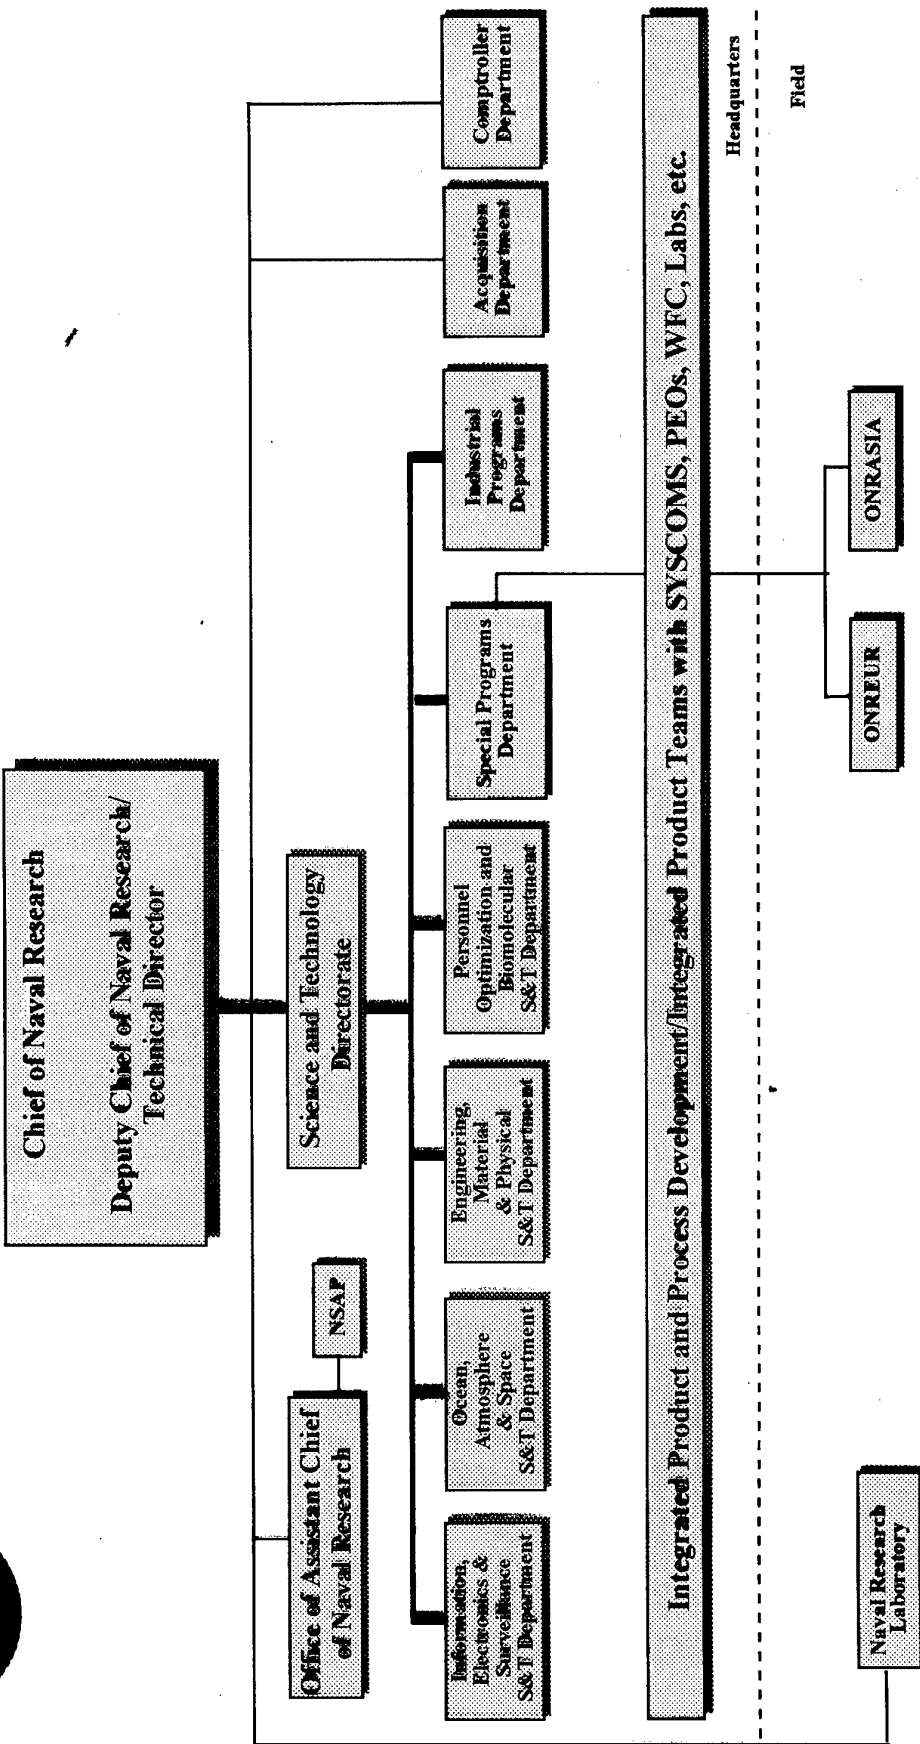 Chief of Naval Research
Deputy Chief of Naval Research/
Technical Director
Office of Assistant Chief
of Naval Research
NSAP
Science and Technology
Directorate
Information,
Electronics &
Surveillance
S&T Department
Ocean,
Atmosphere
& Space
S&T Department
Engineering,
Material
& Physical
S&T Department
Personnel
Optimization and
Biomolecular
S&T Department
Special Programs
Department
Industrial
Programs
Department
Acquisition
Department
Comptroller
Department
Integrated Product and Process Development/Integrated Product Teams with SYSCOMS, PEOs, WFC, Labs, etc.
Headquarters
Field
Naval Research
Laboratory
ONREUR
ONRASIA